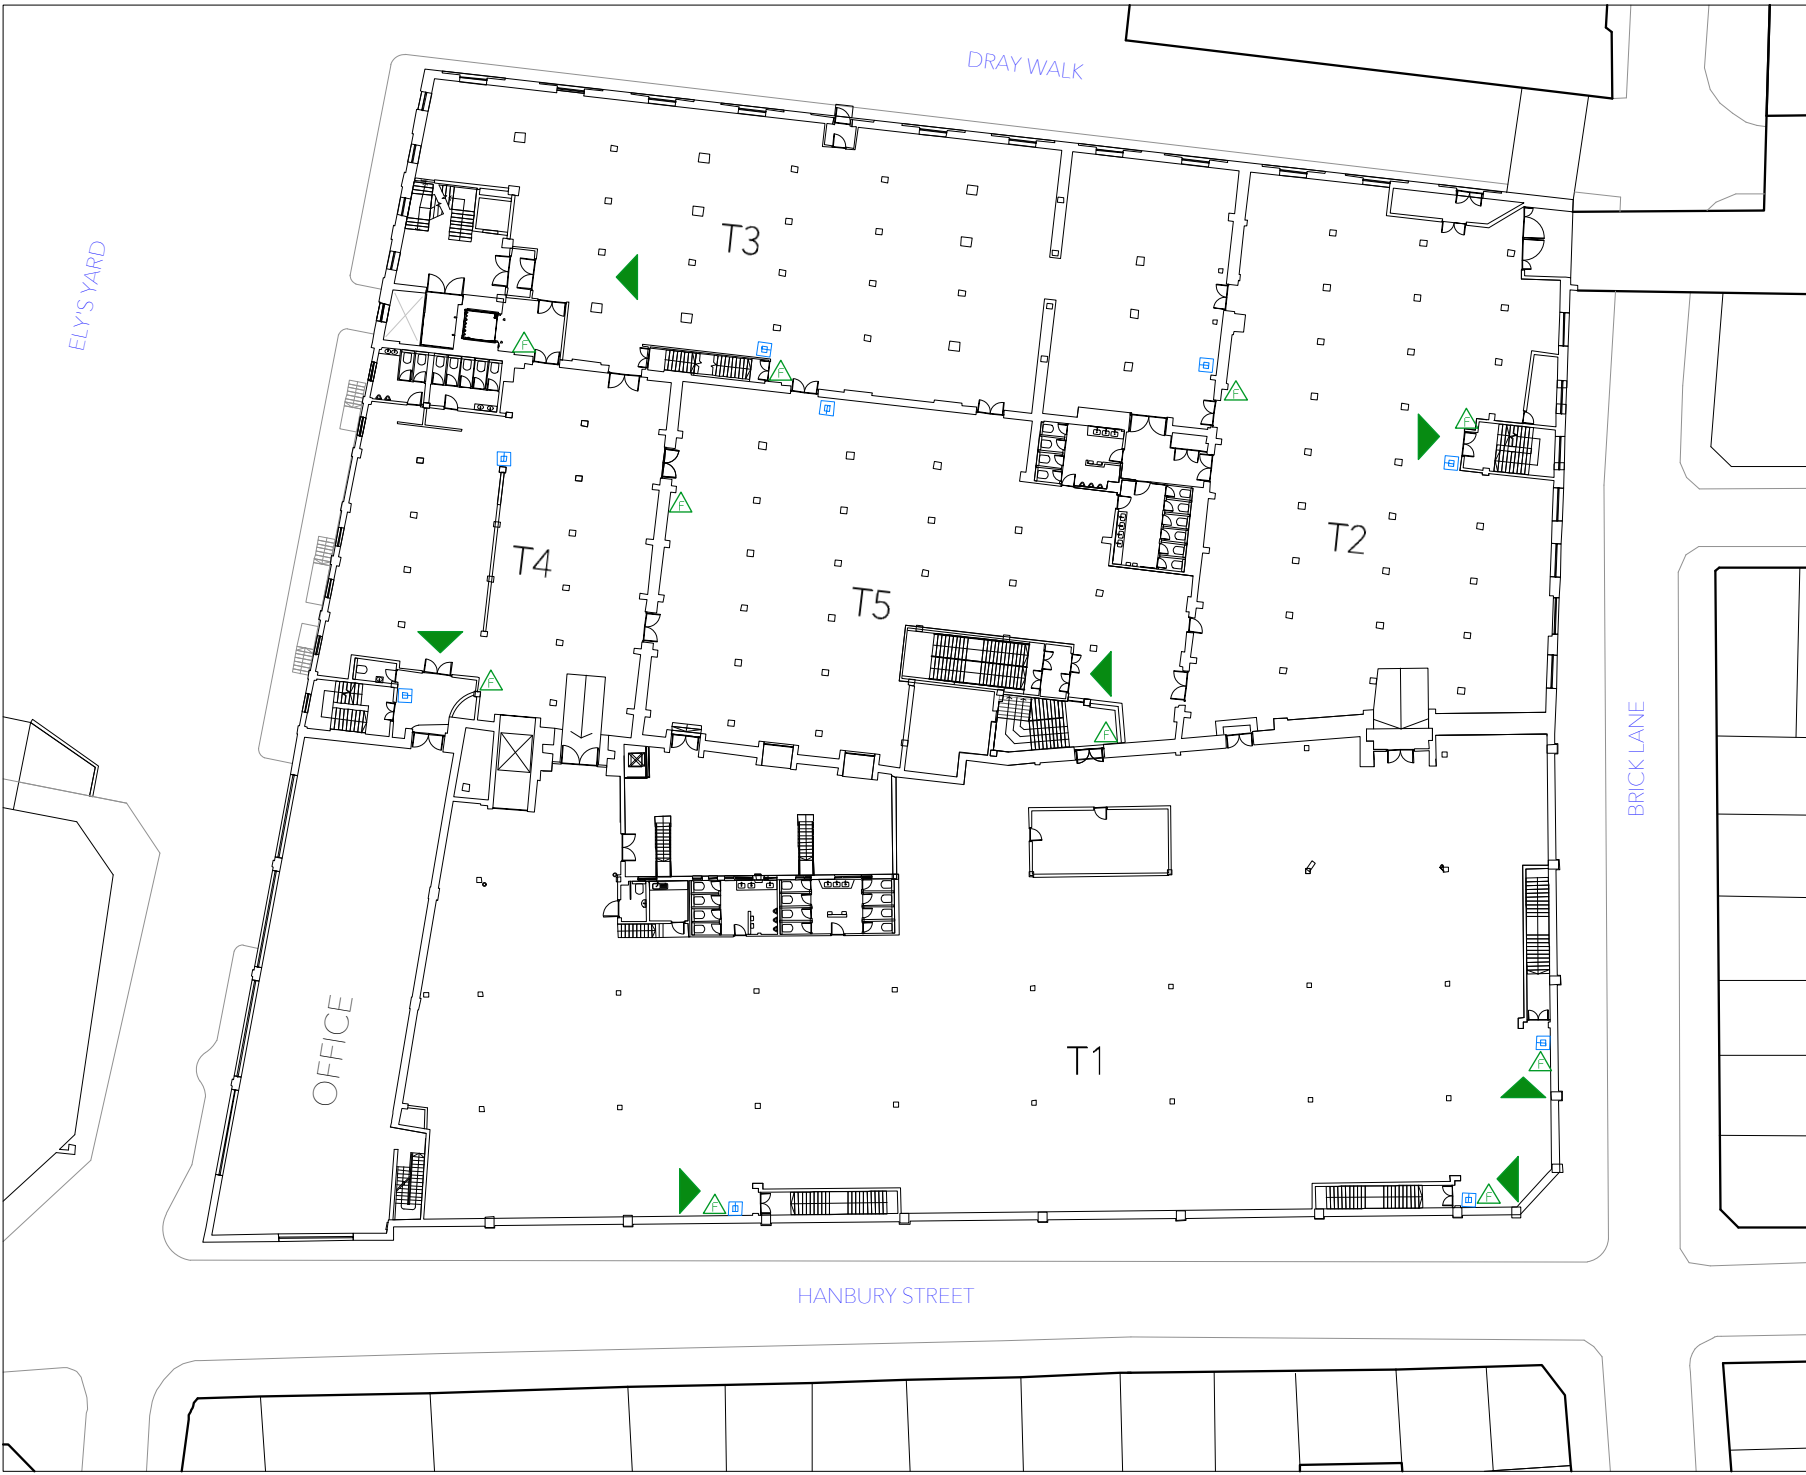 DRAY WALK
T3
ELY'S YARD
F
F
F
F
F
T2
T4
T5
F
F
BRICK LANE
OFFICE
T1
F
F
F
HANBURY STREET